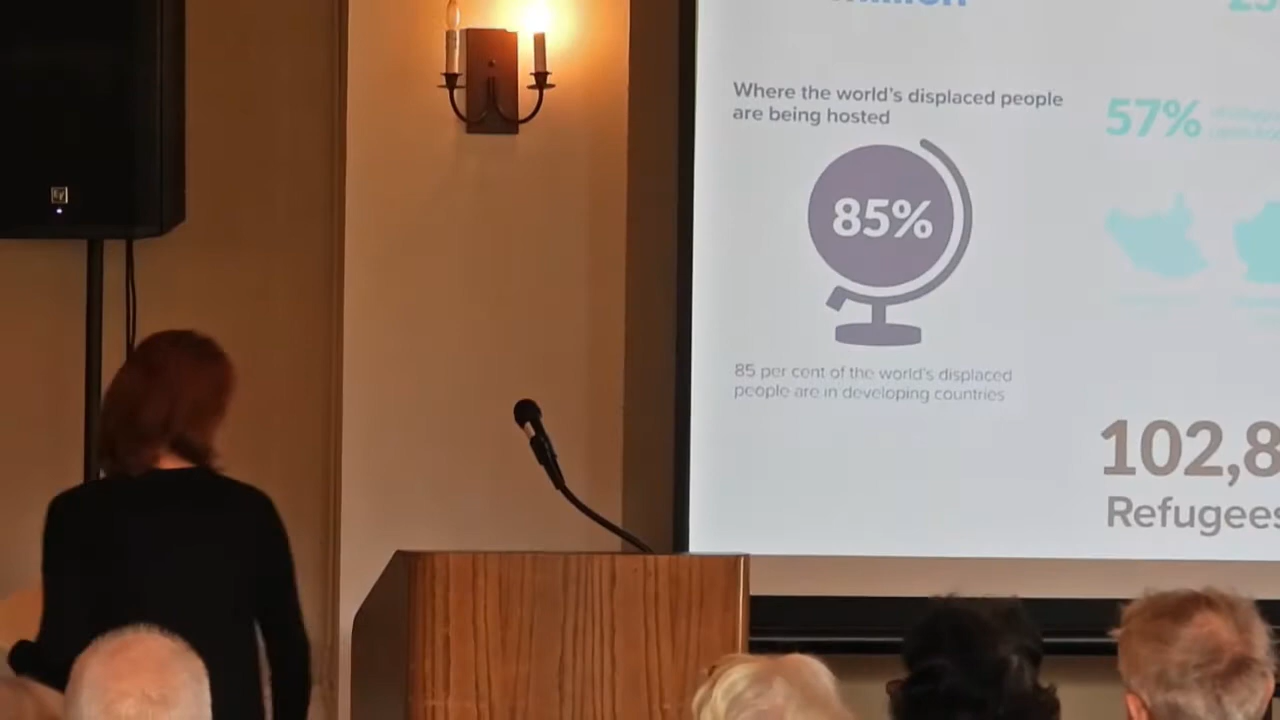 Where the world's displaced people
are being hosted
57%
85%
85 per cent of the world's displaced
people are in developing countries
102,8
Refugees